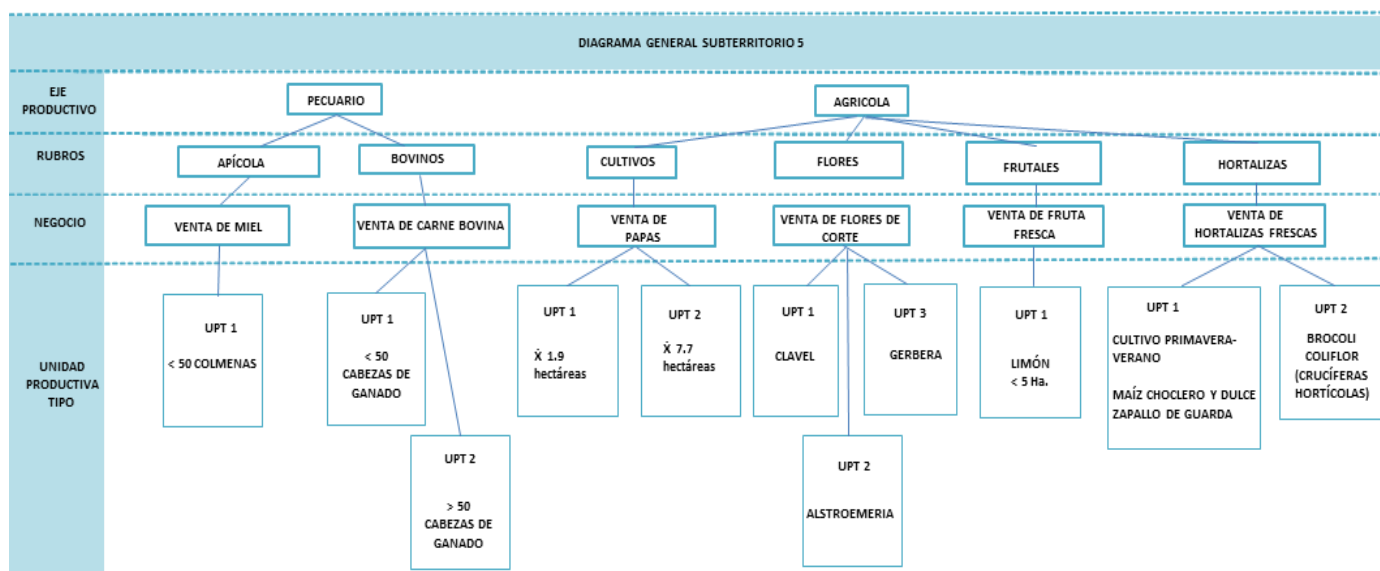 DIAGRAMA GENERAL SUBTERRITORIO 5
EJE
PRODUCTIVO
PECUARIO
AGRICOLA
RUBROS
APÍCOLA
BOVINOS
CULTIVOS
FLORES
FRUTALES
HORTALIZAS
NEGOCIO
VENTA DE MIEL
VENTA DE CARNE BOVINA
VENTA DE
PAPAS
VENTA DE FLORES DE
CORTE
VENTA DE FRUTA
FRESCA
VENTA DE
HORTALIZAS FRESCAS
UNIDAD
PRODUCTIVA
TIPO
UPT 1
< 50 COLMENAS
UPT 1
< 50
CABEZAS DE
GANADO
UPT 2
> 50
CABEZAS DE
GANADO
UPT 1
Ẋ 1.9
hectáreas
UPT 2
Ẋ 7.7
hectáreas
UPT 1
CLAVEL
UPT 2
ALSTROEMERIA
UPT 3
GERBERA
UPT 1
LIMÓN
< 5 Ha.
UPT 1
CULTIVO PRIMAVERA-
VERANO
MAÍZ CHOCLERO Y DULCE
ZAPALLO DE GUARDA
UPT 2
BROCOLI
COLIFLOR
(CRUCÍFERAS
HORTÍCOLAS)